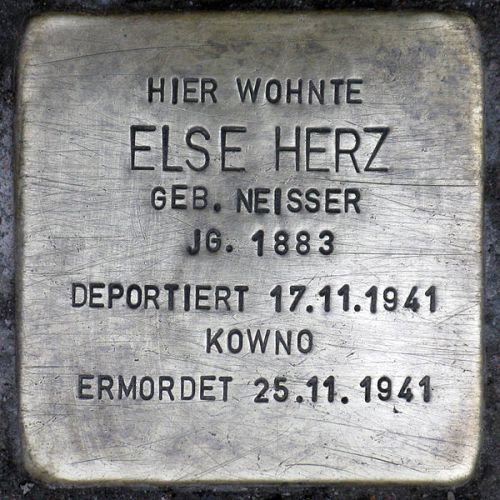 HIER WOHNTE
ELSE HERZ
GEB. NEISSER
JG. 1883
DEPORTIERT 17.11.1941
KOWNO
ERMORDET 25.11.1941